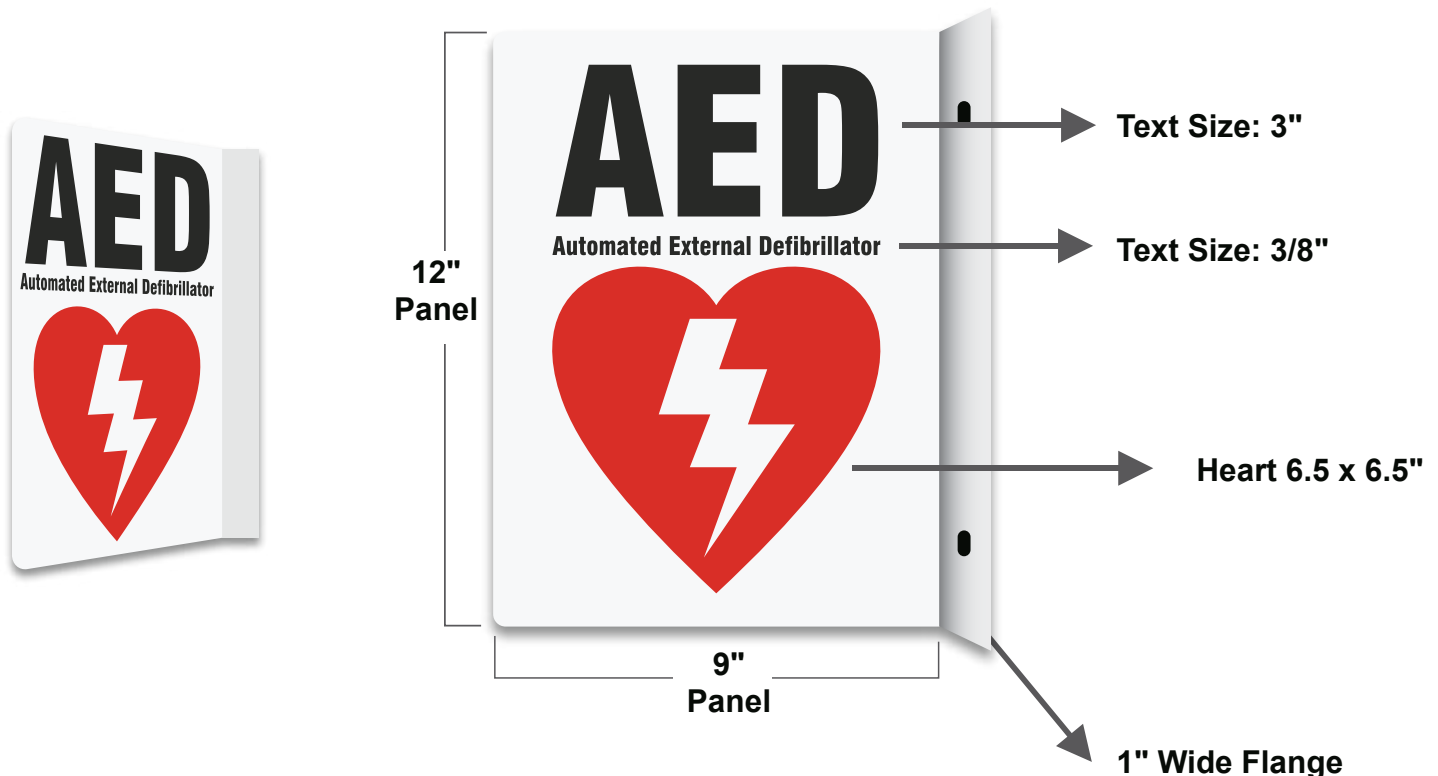 AED
Automated External Defibrillator
AED
Automated External Defibrillator
12"
Panel
9"
Panel
Text Size: 3"
Text Size: 3/8"
Heart 6.5 x 6.5"
1" Wide Flange